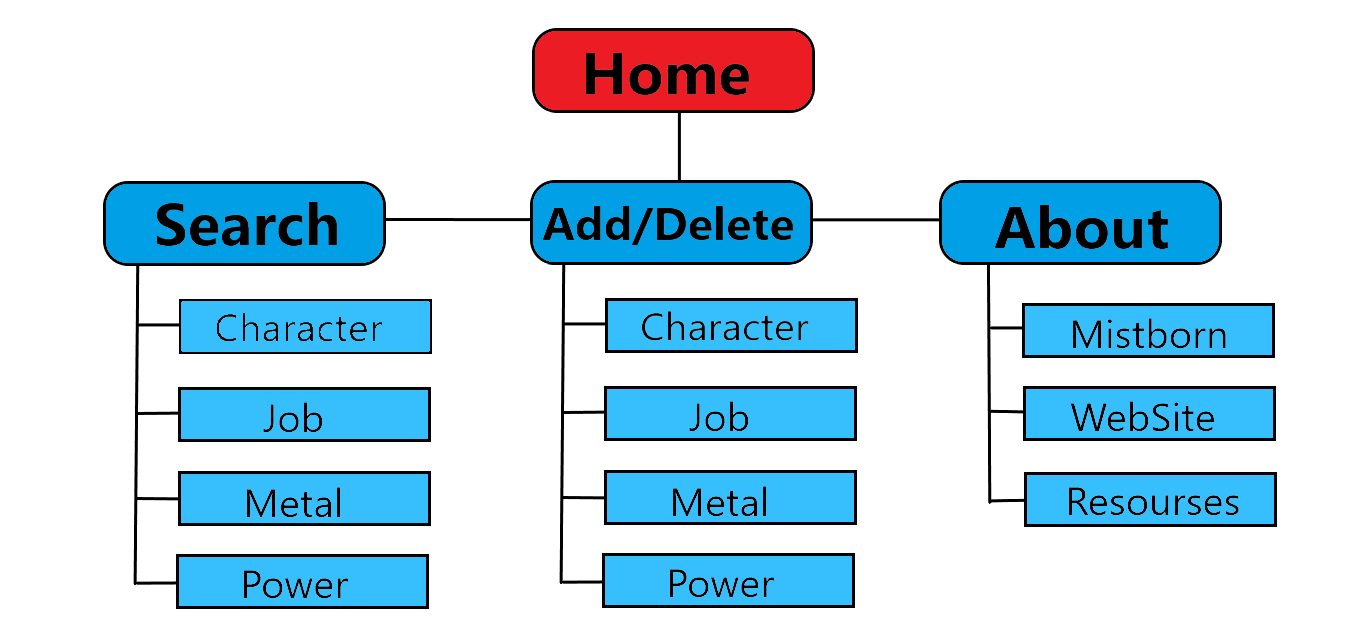 Home
Search
Add/Delete
About
Character
Job
Metal
Power
Character
Job
Metal
Power
Mistborn
WebSite
Resourses